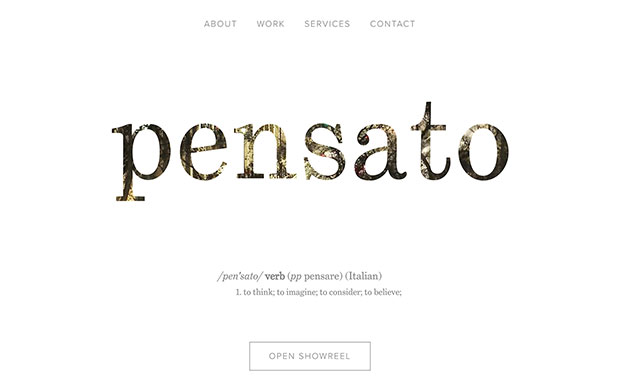 ABOUT WORK SERVICES CONTACT
pensato
/pen'sato/ verb (pp pensare) (Italian)
1. to think; to imagine; to consider; to believe;
OPEN SHOWREEL